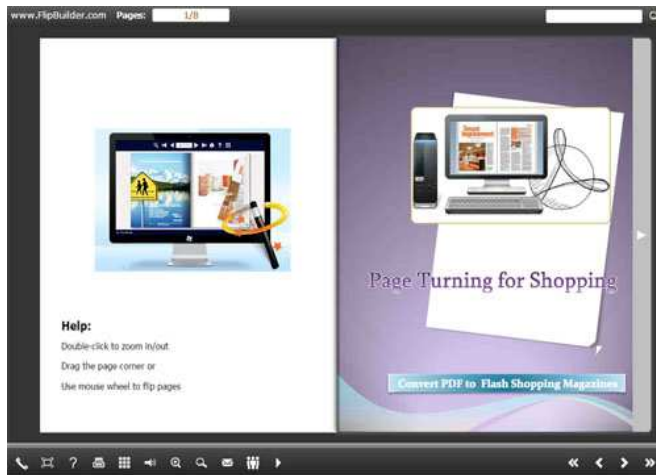 www.FlipBuilder.com Pages: 1/8
Help:
Double-click to zoom in/out
Drag the page corner or
Use mouse wheel to flip pages
Page Turning for Shopping
Convert PDF to Flash Shopping Magazines